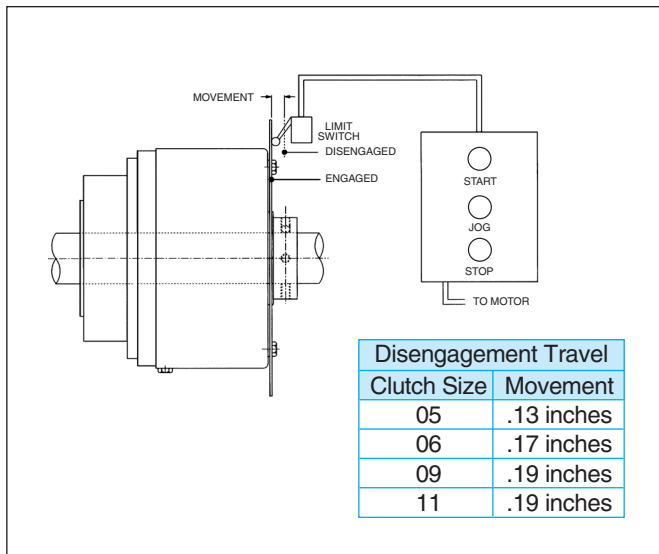 MOVEMENT
LIMIT
SWITCH
DISENGAGED
ENGAGED
START
JOG
STOP
TO MOTOR
Disengagement Travel
Clutch Size Movement
05 .13 inches
06 .17 inches
09 .19 inches
11 .19 inches